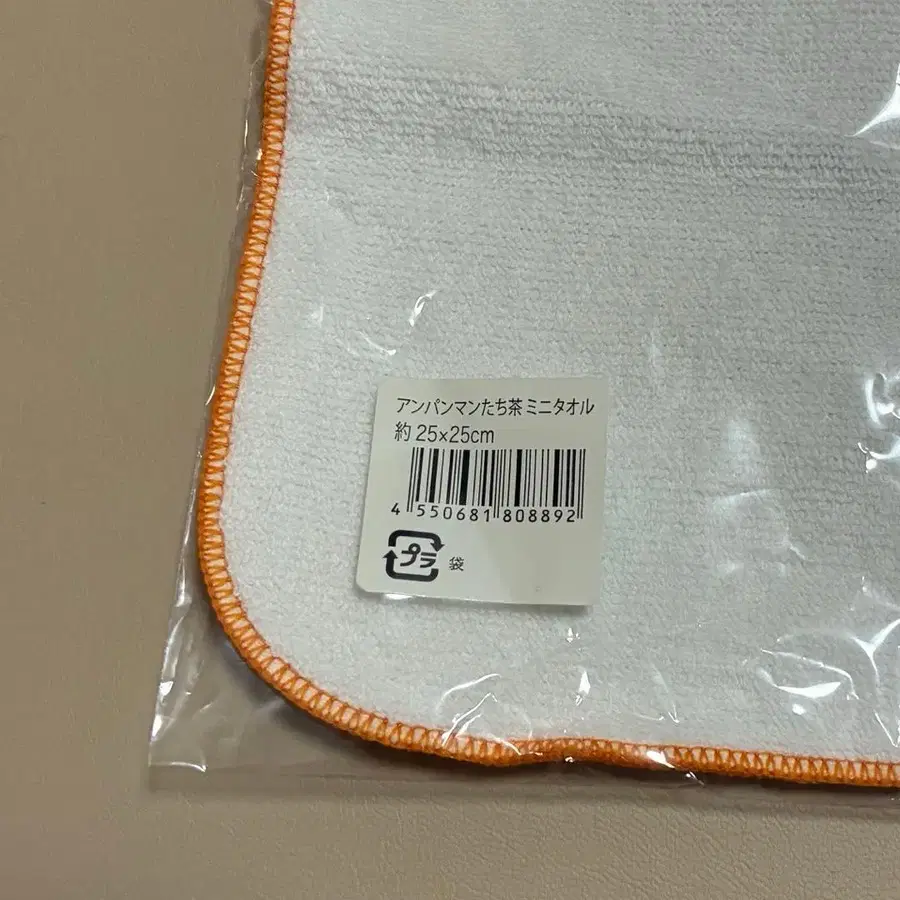 アンパンマンたち茶 ミニタオル
約 25×25cm
4 550681 808892
プラ 袋